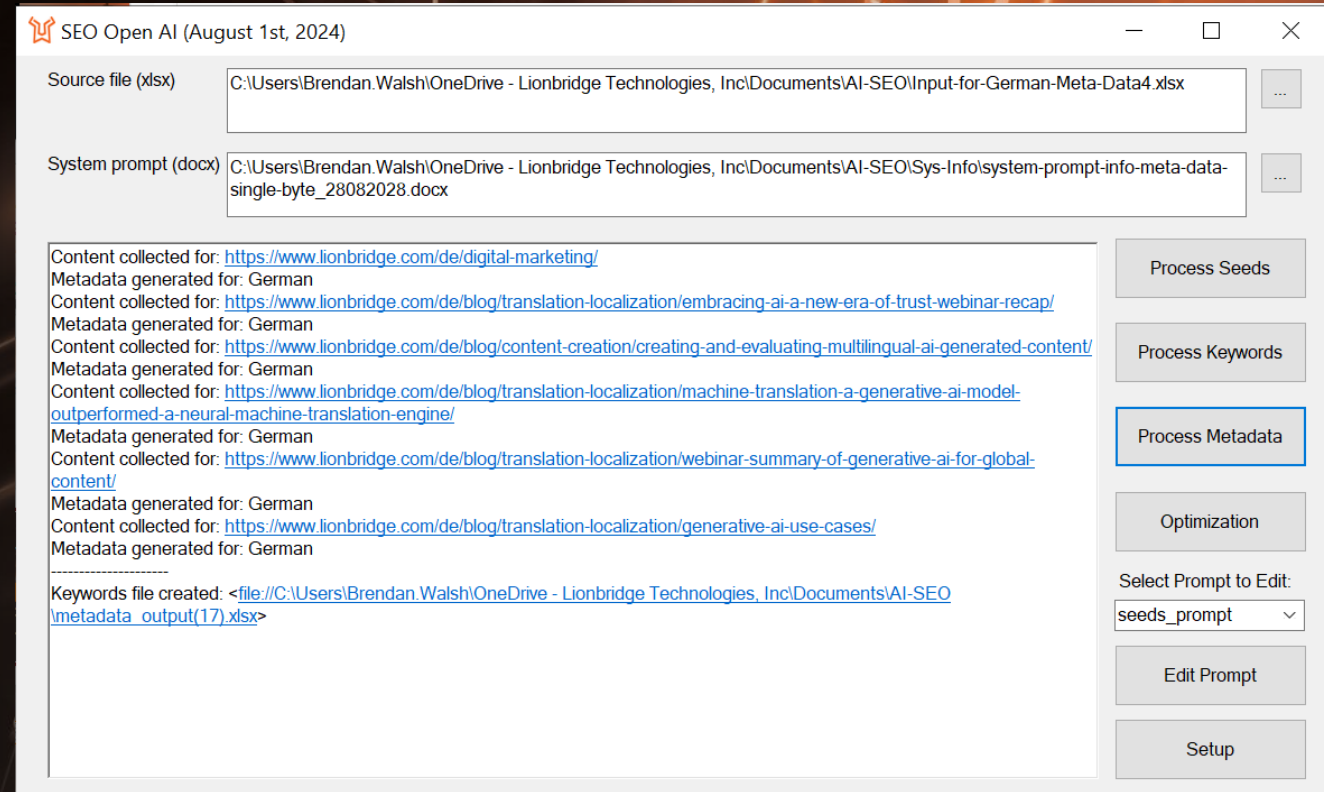 SEO Open AI (August 1st, 2024)
Source file (xlsx)
C:\Users\Brendan.Walsh\OneDrive - Lionbridge Technologies, Inc\Documents\AI-SEO\Input-for-German-Meta-Data4.xlsx
...
System prompt (docx)
C:\Users\Brendan.Walsh\OneDrive - Lionbridge Technologies, Inc\Documents\AI-SEO\Sys-Info\system-prompt-info-meta-data-
single-byte_28082028.docx
...
Content collected for: https://www.lionbridge.com/de/digital-marketing/
Metadata generated for: German
Content collected for: https://www.lionbridge.com/de/blog/translation-localization/embracing-ai-a-new-era-of-trust-webinar-recap/
Metadata generated for: German
Content collected for: https://www.lionbridge.com/de/blog/content-creation/creating-and-evaluating-multilingual-ai-generated-content/
Metadata generated for: German
Content collected for: https://www.lionbridge.com/de/blog/translation-localization/machine-translation-a-generative-ai-model-
outperformed-a-neural-machine-translation-engine/
Metadata generated for: German
Content collected for: https://www.lionbridge.com/de/blog/translation-localization/webinar-summary-of-generative-ai-for-global-
content/
Metadata generated for: German
Content collected for: https://www.lionbridge.com/de/blog/translation-localization/generative-ai-use-cases/
Metadata generated for: German
---------------------
Keywords file created: <file://C:\Users\Brendan.Walsh\OneDrive - Lionbridge Technologies, Inc\Documents\AI-SEO
\metadata_output(17).xlsx>
Process Seeds
Process Keywords
Process Metadata
Optimization
Select Prompt to Edit:
seeds_prompt
Edit Prompt
Setup